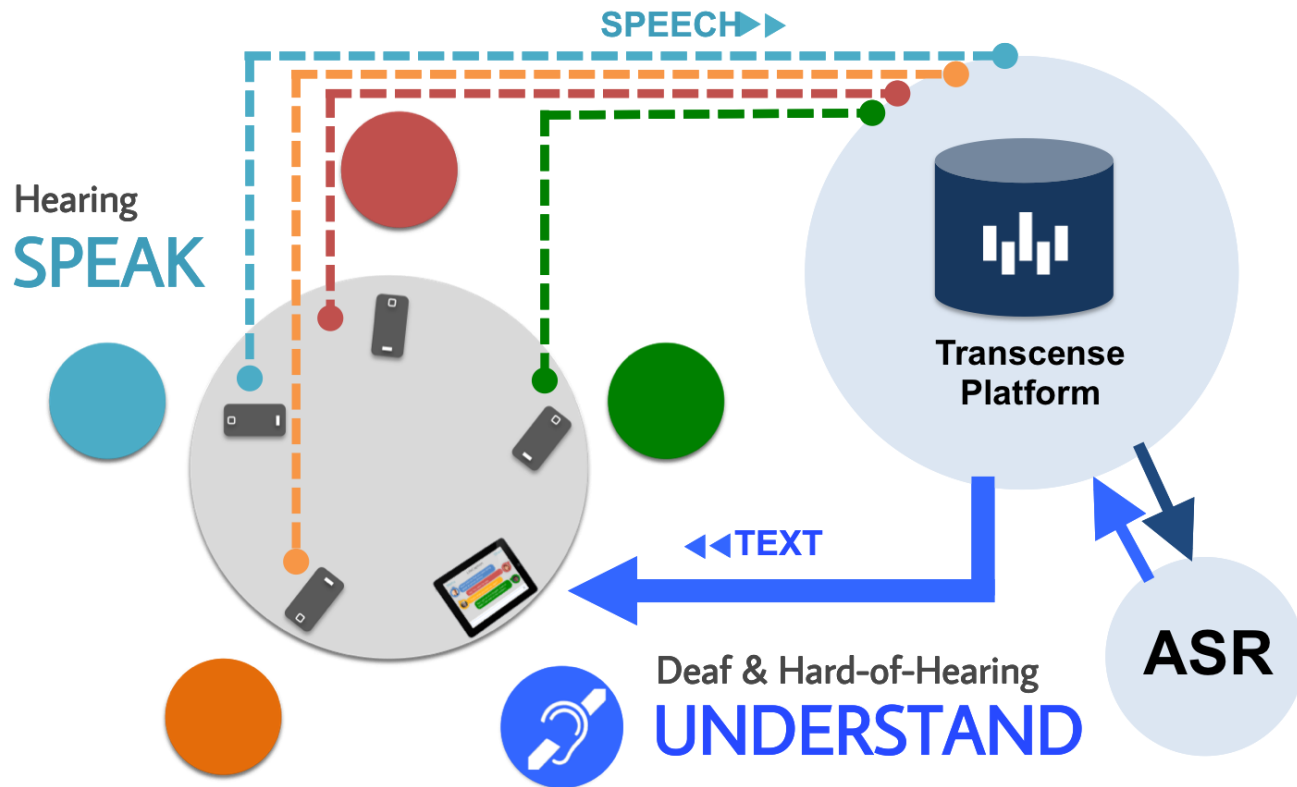 SPEECH
Hearing
SPEAK
Transcense
Platform
TEXT
ASR
Deaf & Hard-of-Hearing
UNDERSTAND